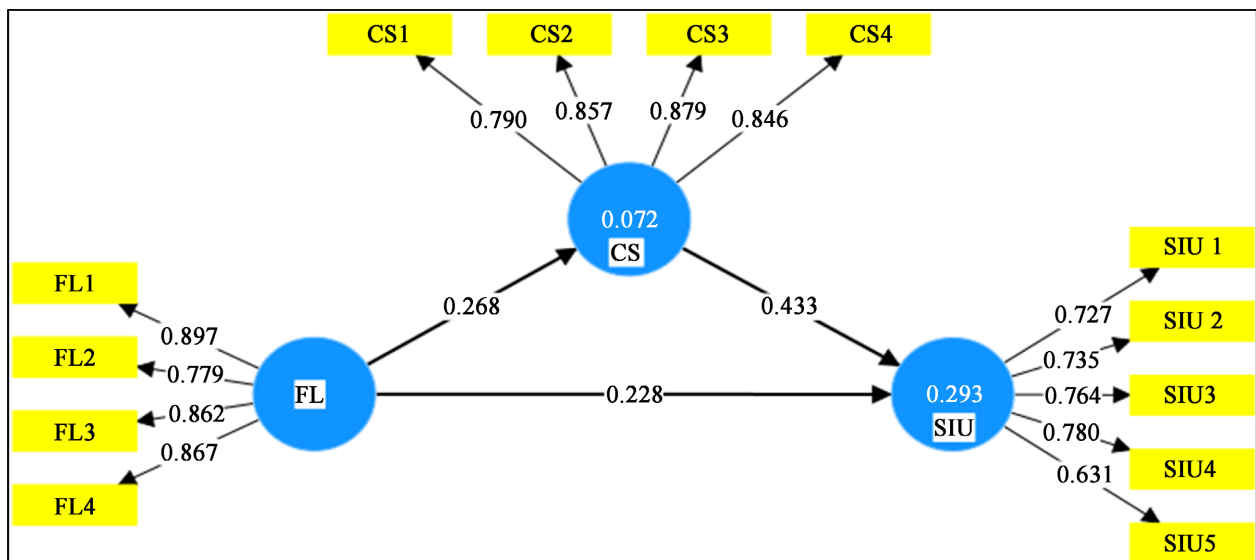 CS1
CS2
CS3
CS4
0.790
0.857
0.879
0.846
0.072
CS
FL1
FL2
FL3
FL4
0.897
0.779
0.862
0.867
FL
0.268
0.433
0.228
0.293
SIU
0.727
0.735
0.764
0.780
0.631
SIU 1
SIU 2
SIU3
SIU4
SIU5